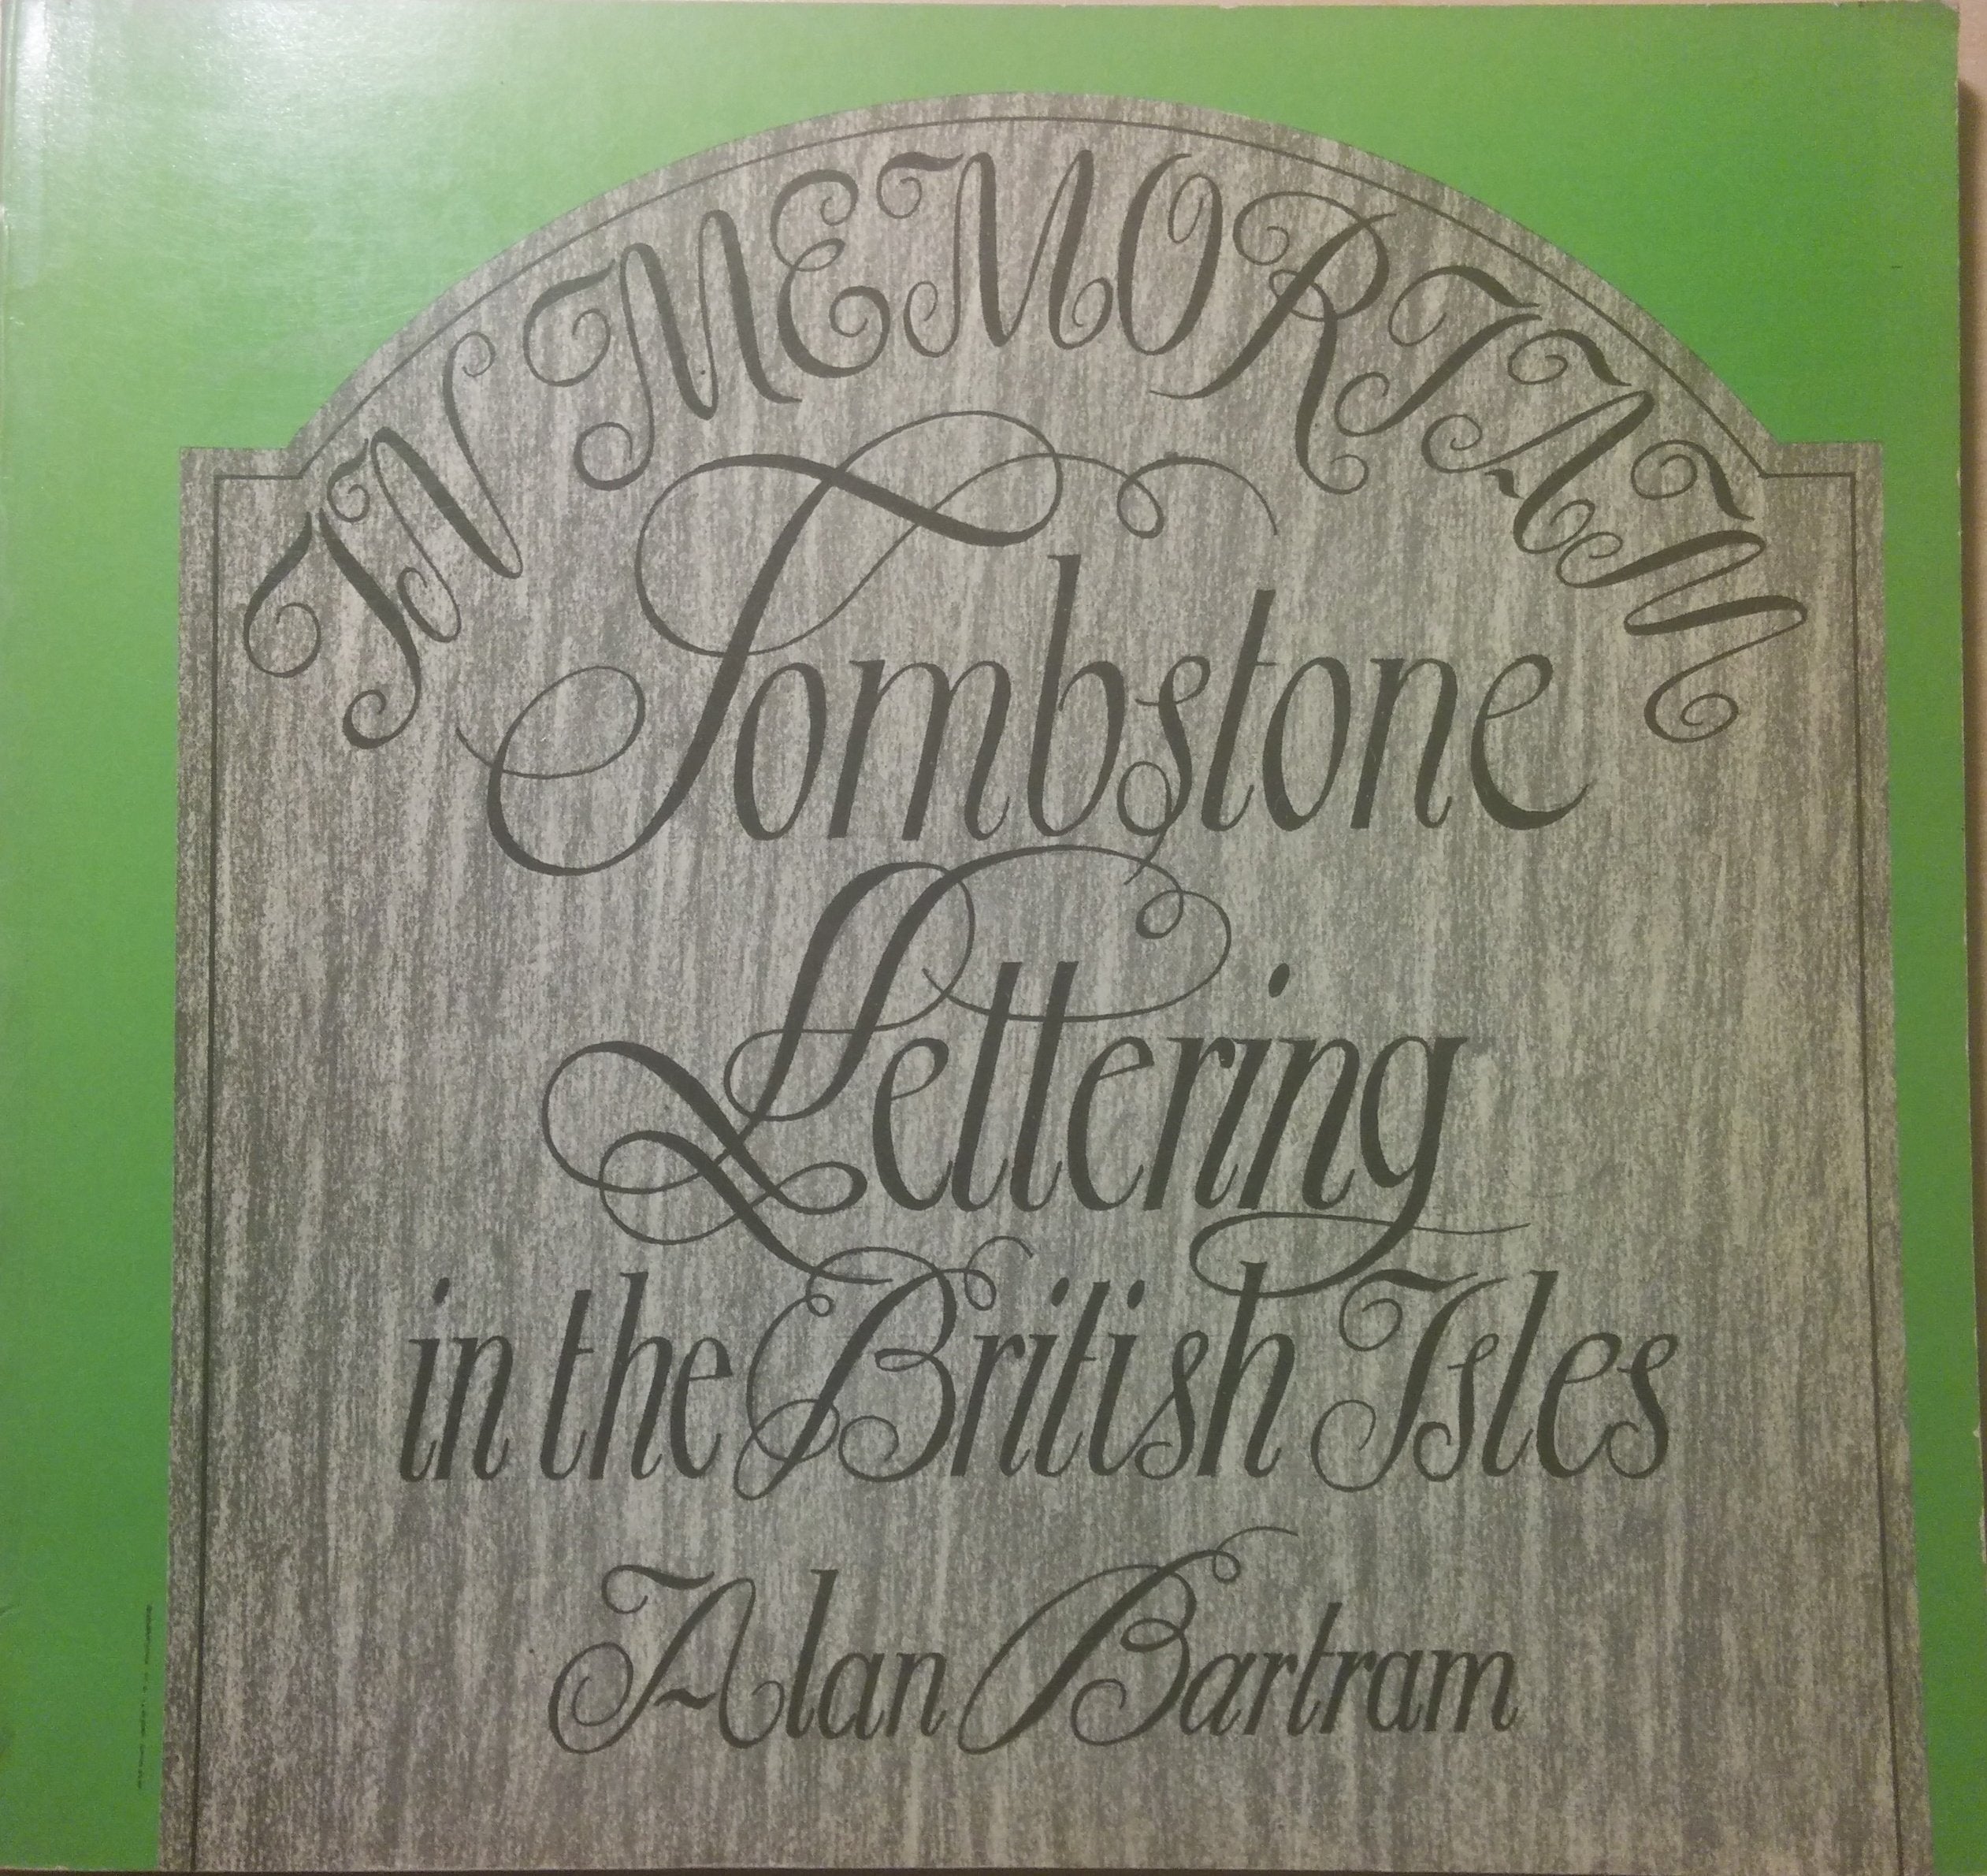 IN MEMORIAM
Tombstone
Lettering
in the British Isles
Alan Bartram